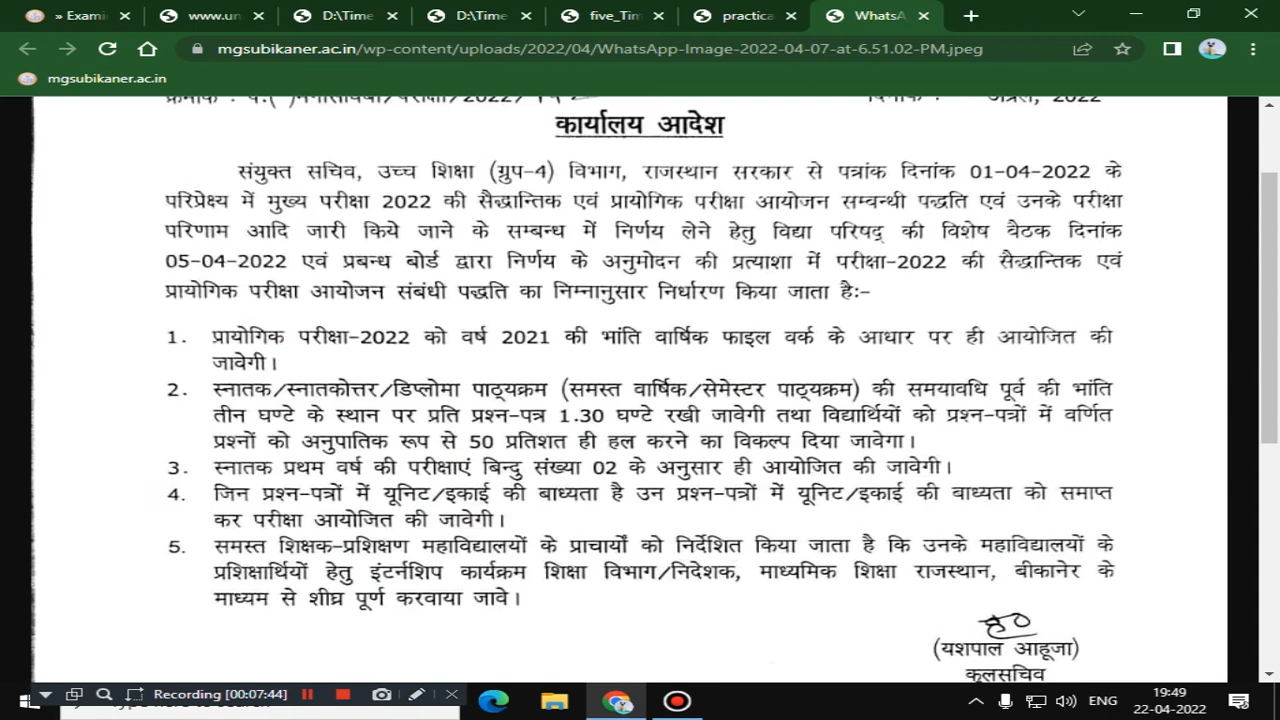 » Exami
www.un
D:\Time
D:\Time
five_Tim
practica
WhatsA
mgsubikaner.ac.in/wp-content/uploads/2022/04/WhatsApp-Image-2022-04-07-at-6.51.02-PM.jpeg
mgsubikaner.ac.in
2022
कार्यालय आदेश
संयुक्त सचिव, उच्च शिक्षा (ग्रुप-4) विभाग, राजस्थान सरकार से पत्रांक दिनांक 01-04-2022 के
परिप्रेक्ष्य में मुख्य परीक्षा 2022 की सैद्धान्तिक एवं प्रायोगिक परीक्षा आयोजन सम्वन्धी पद्धति एवं उनके परीक्षा
परिणाम आदि जारी किये जाने के सम्बन्ध में निर्णय लेने हेतु विद्या परिषद् की विशेष बैठक दिनांक
05-04-2022 एवं प्रबन्ध बोर्ड द्वारा निर्णय के अनुमोदन की प्रत्याशा में परीक्षा-2022 की सैद्धान्तिक एवं
प्रायोगिक परीक्षा आयोजन संबंधी पद्धति का निम्नानुसार निर्धारण किया जाता हैः-
1. प्रायोगिक परीक्षा-2022 को वर्ष 2021 की भांति वार्षिक फाइल वर्क के आधार पर ही आयोजित की
जावेगी।
2. स्नातक/स्नातकोत्तर/डिप्लोमा पाठ्यक्रम (समस्त वार्षिक/सेमेस्टर पाठ्यक्रम) की समयावधि पूर्व की भांति
तीन घण्टे के स्थान पर प्रति प्रश्न-पत्र 1.30 घण्टे रखी जावेगी तथा विद्यार्थियों को प्रश्न-पत्रों में वर्णित
प्रश्नों को अनुपातिक रूप से 50 प्रतिशत ही हल करने का विकल्प दिया जावेगा।
3. स्नातक प्रथम वर्ष की परीक्षाएं बिन्दु संख्या 02 के अनुसार ही आयोजित की जावेगी।
4. जिन प्रश्न-पत्रों में यूनिट/इकाई की बाध्यता है उन प्रश्न-पत्रों में यूनिट/इकाई की वाध्यता को समाप्त
कर परीक्षा आयोजित की जावेगी।
5. समस्त शिक्षक-प्रशिक्षण महाविद्यालयों के प्राचार्यों को निर्देशित किया जाता है कि उनके महाविद्यालयों के
प्रशिक्षार्थियों हेतु इंटर्नशिप कार्यक्रम शिक्षा विभाग/निदेशक, माध्यमिक शिक्षा राजस्थान, बीकानेर के
माध्यम से शीघ्र पूर्ण करवाया जावे।
(यशपाल आहूजा)
कुलसचिव
Recording [00:07:44]
ENG
19:49
22-04-2022